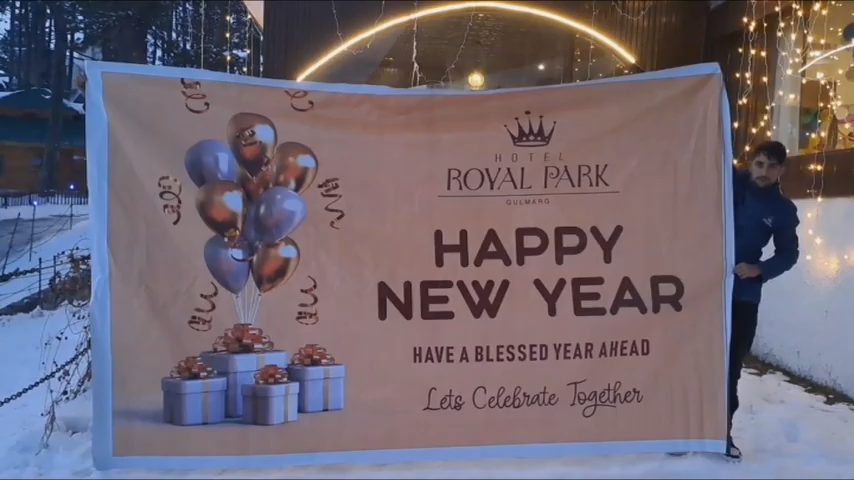 HOTEL
ROYAL PARK
GULMARG
HAPPY
NEW YEAR
HAVE A BLESSED YEAR AHEAD
Lets Celebrate Together